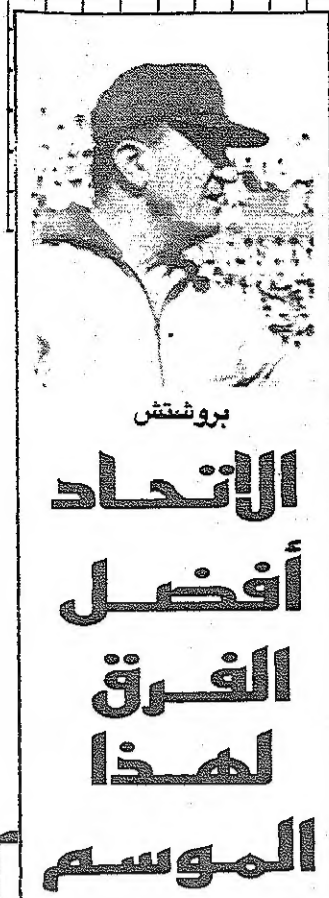 بروشتش
الاتحاد
أفضل
الفرق
لهذا
الموسم